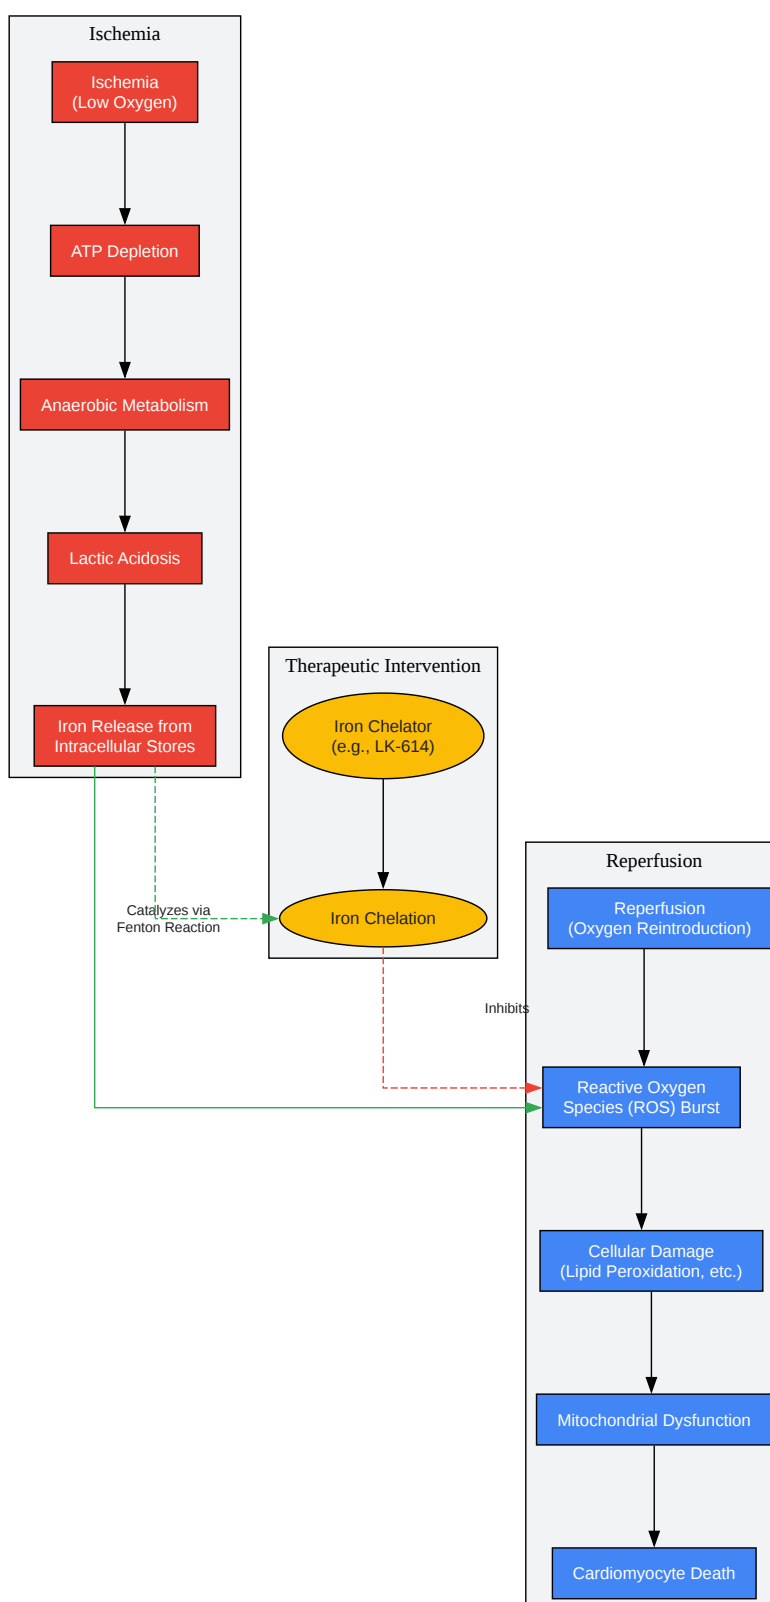 Ischemia
Ischemia
(Low Oxygen)
ATP Depletion
Anaerobic Metabolism
Lactic Acidosis
Iron Release from
Intracellular Stores
Therapeutic Intervention
Iron Chelator
(e.g., LK-614)
Iron Chelation
Catalyzes via
Fenton Reaction
Inhibits
Reperfusion
Reperfusion
(Oxygen Reintroduction)
Reactive Oxygen
Species (ROS) Burst
Cellular Damage
(Lipid Peroxidation, etc.)
Mitochondrial Dysfunction
Cardiomyocyte Death